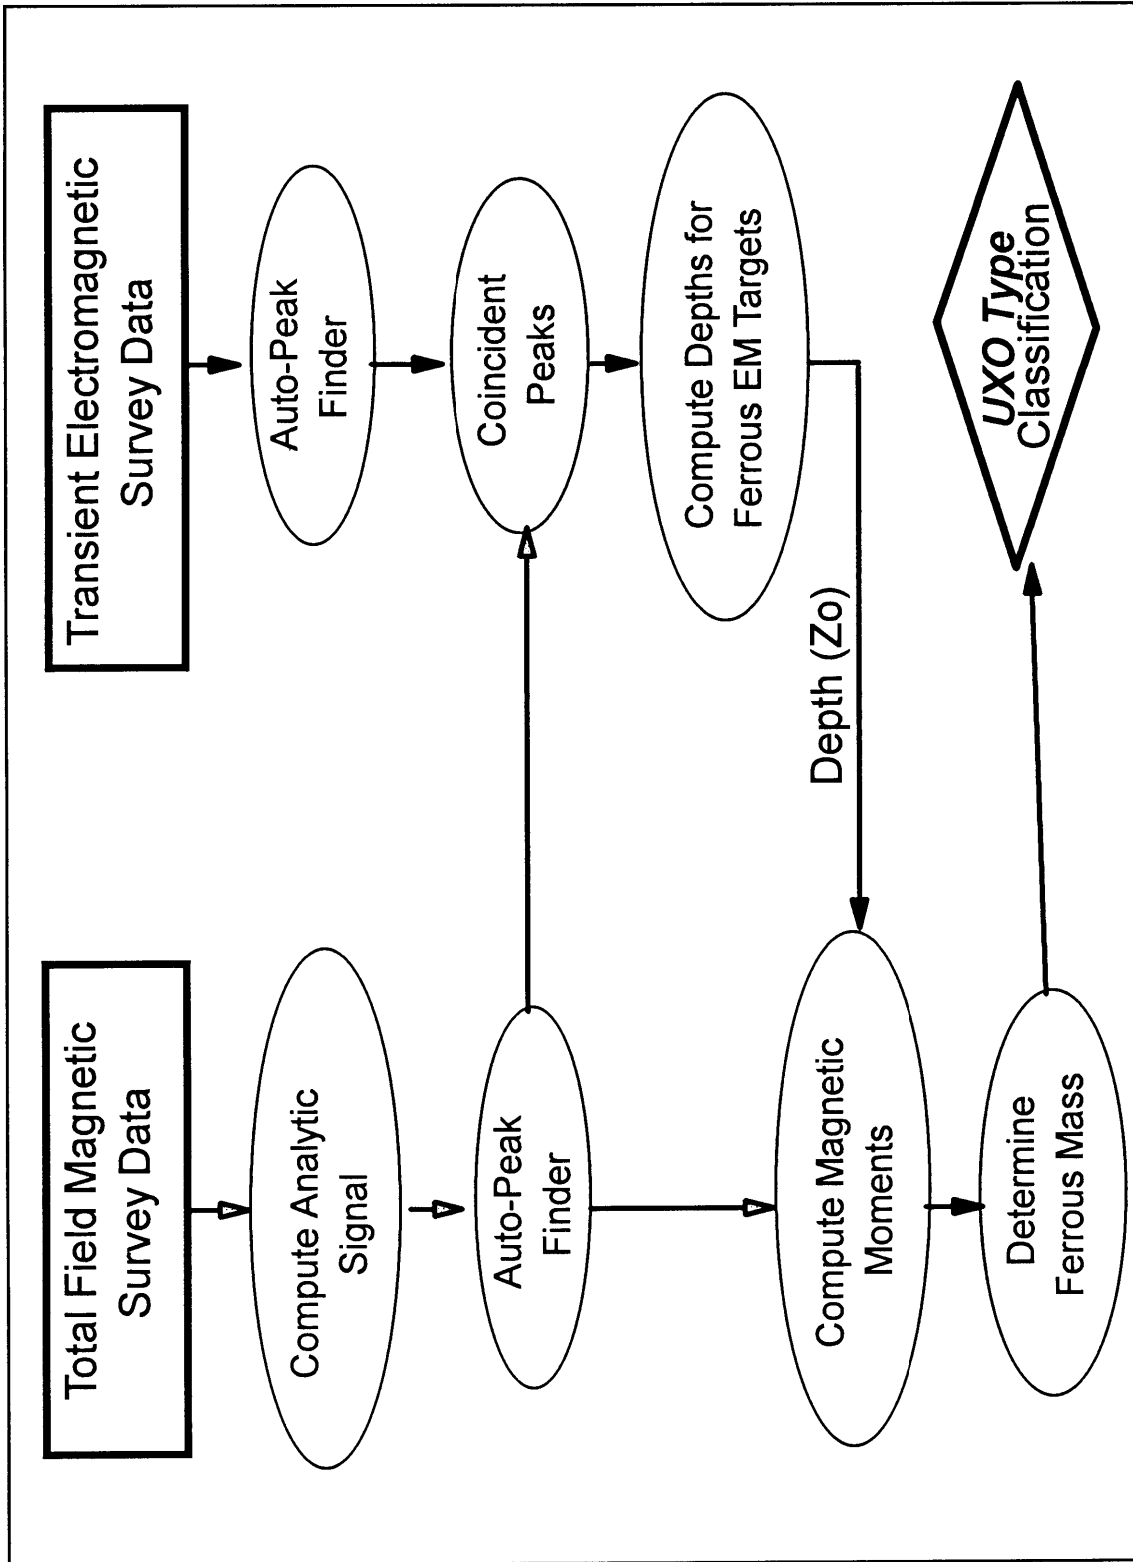 Total Field Magnetic
Survey Data
Compute Analytic
Signal
Auto-Peak
Finder
Compute Magnetic
Moments
Determine
Ferrous Mass
Transient Electromagnetic
Survey Data
Auto-Peak
Finder
Coincident
Peaks
Compute Depths for
Ferrous EM Targets
Depth (Zo)
UXO Type
Classification